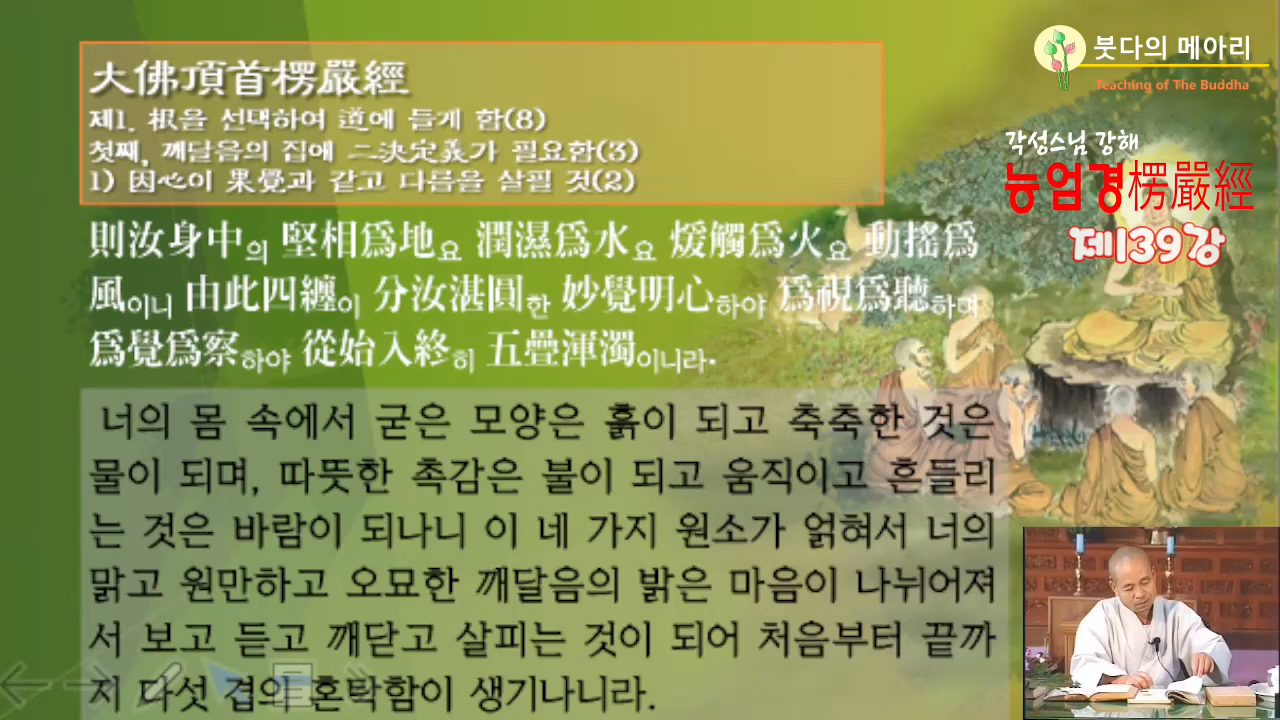 大佛頂首楞嚴經
제1. 根을 선택하여 道에 들게 함(8)
첫째, 깨달음의 집에 二決定義가 필요함(3)
1) 因心이 果覺과 같고 다름을 살필 것(2)
則汝身中의 堅相爲地요 潤濕爲水요 煖觸爲火요 動搖爲
風이니 由此四纏이 分汝湛圓한 妙覺明心하야 爲視爲聽하며
爲覺爲察하야 從始入終히 五疊渾濁이니라.
너의 몸 속에서 굳은 모양은 흙이 되고 축축한 것은
물이 되며, 따뜻한 촉감은 불이 되고 움직이고 흔들리
는 것은 바람이 되나니 이 네 가지 원소가 얽혀서 너의
맑고 원만하고 오묘한 깨달음의 밝은 마음이 나뉘어져
서 보고 듣고 깨닫고 살피는 것이 되어 처음부터 끝까
지 다섯 겹의 혼탁함이 생기나니라.
붓다의 메아리
Teaching of The Buddha
각성스님 강해
능엄경楞嚴經
제39강